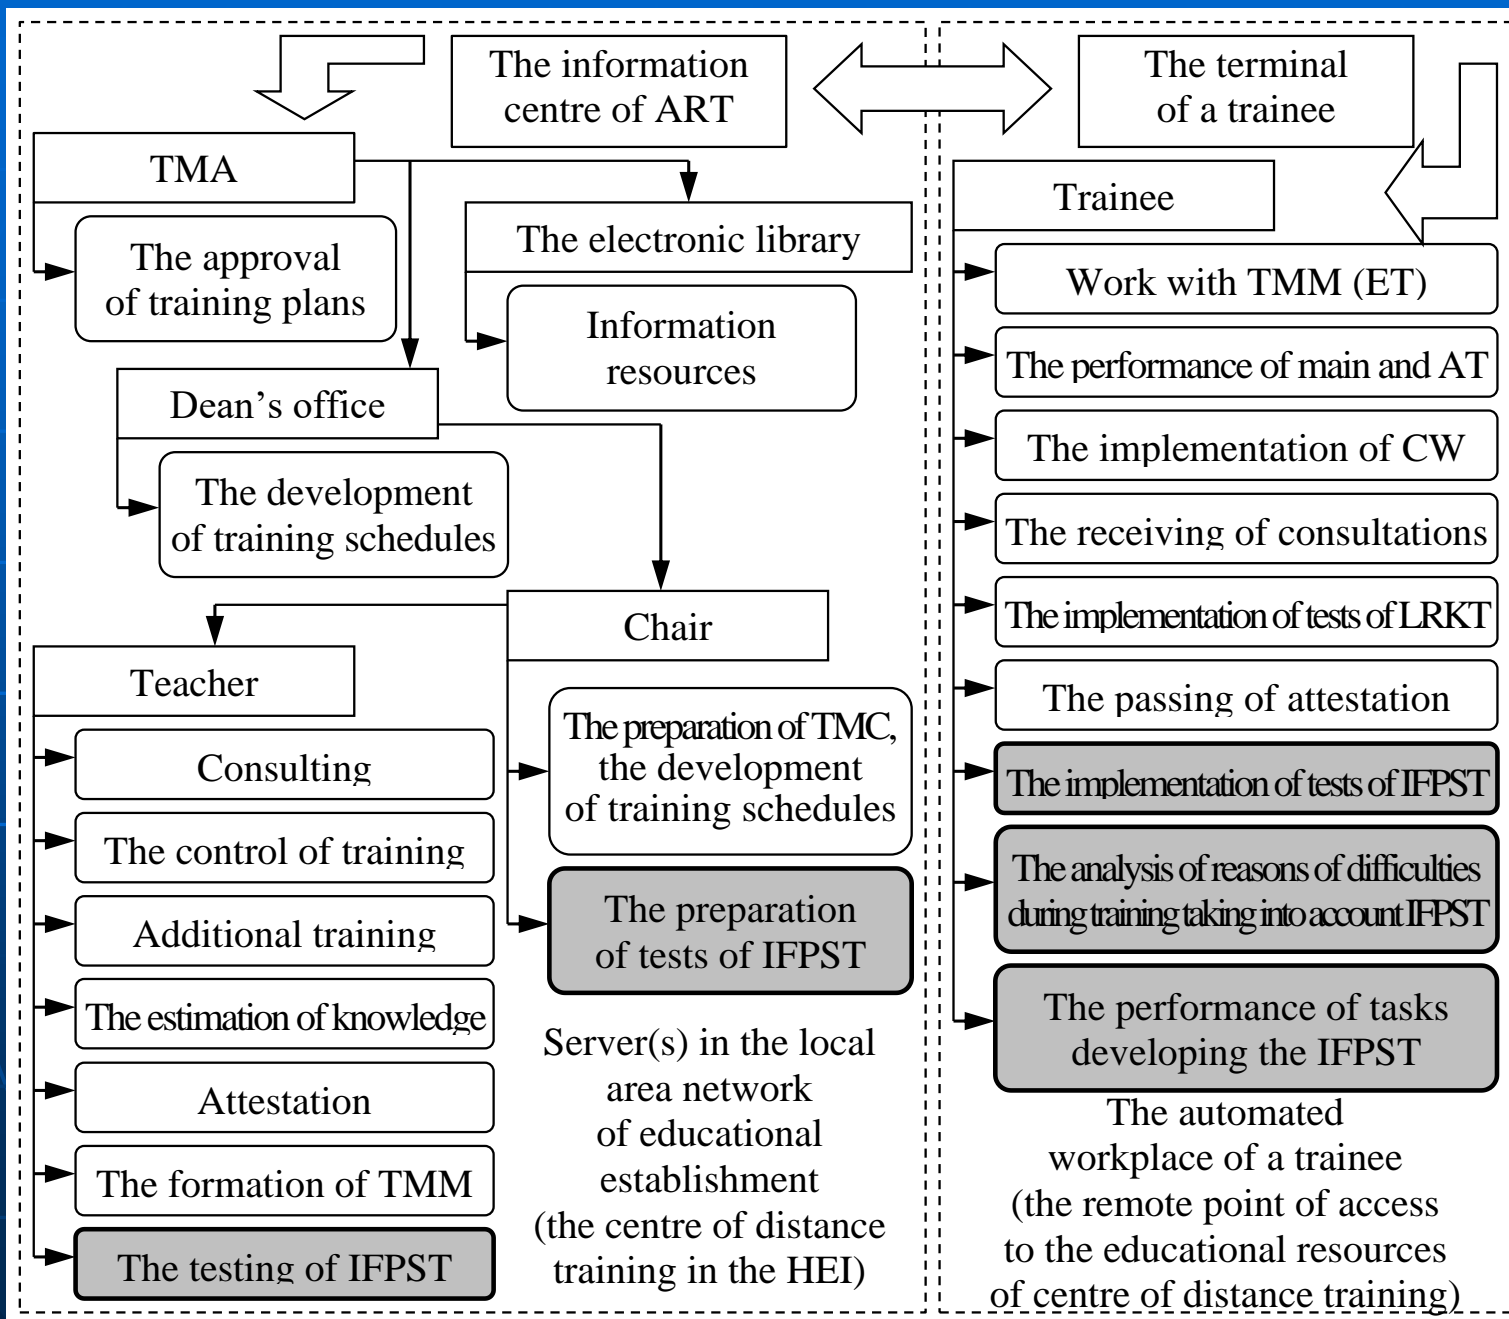 The information
centre of ART
TMA
The approval
of training plans
The electronic library
Information
resources
Dean’s office
The development
of training schedules
Chair
Teacher
Consulting
The control of training
Additional training
The estimation of knowledge
Attestation
The formation of TMM
The testing of IFPST
The preparation of TMC,
the development
of training schedules
The preparation
of tests of IFPST
Server(s) in the local
area network
of educational
establishment
(the centre of distance
training in the HEI)
The terminal
of a trainee
Trainee
Work with TMM (ET)
The performance of main and AT
The implementation of CW
The receiving of consultations
The implementation of tests of LRKT
The passing of attestation
The implementation of tests of IFPST
The analysis of reasons of difficulties
during training taking into account IFPST
The performance of tasks
developing the IFPST
The automated
workplace of a trainee
(the remote point of access
to the educational resources
of centre of distance training)